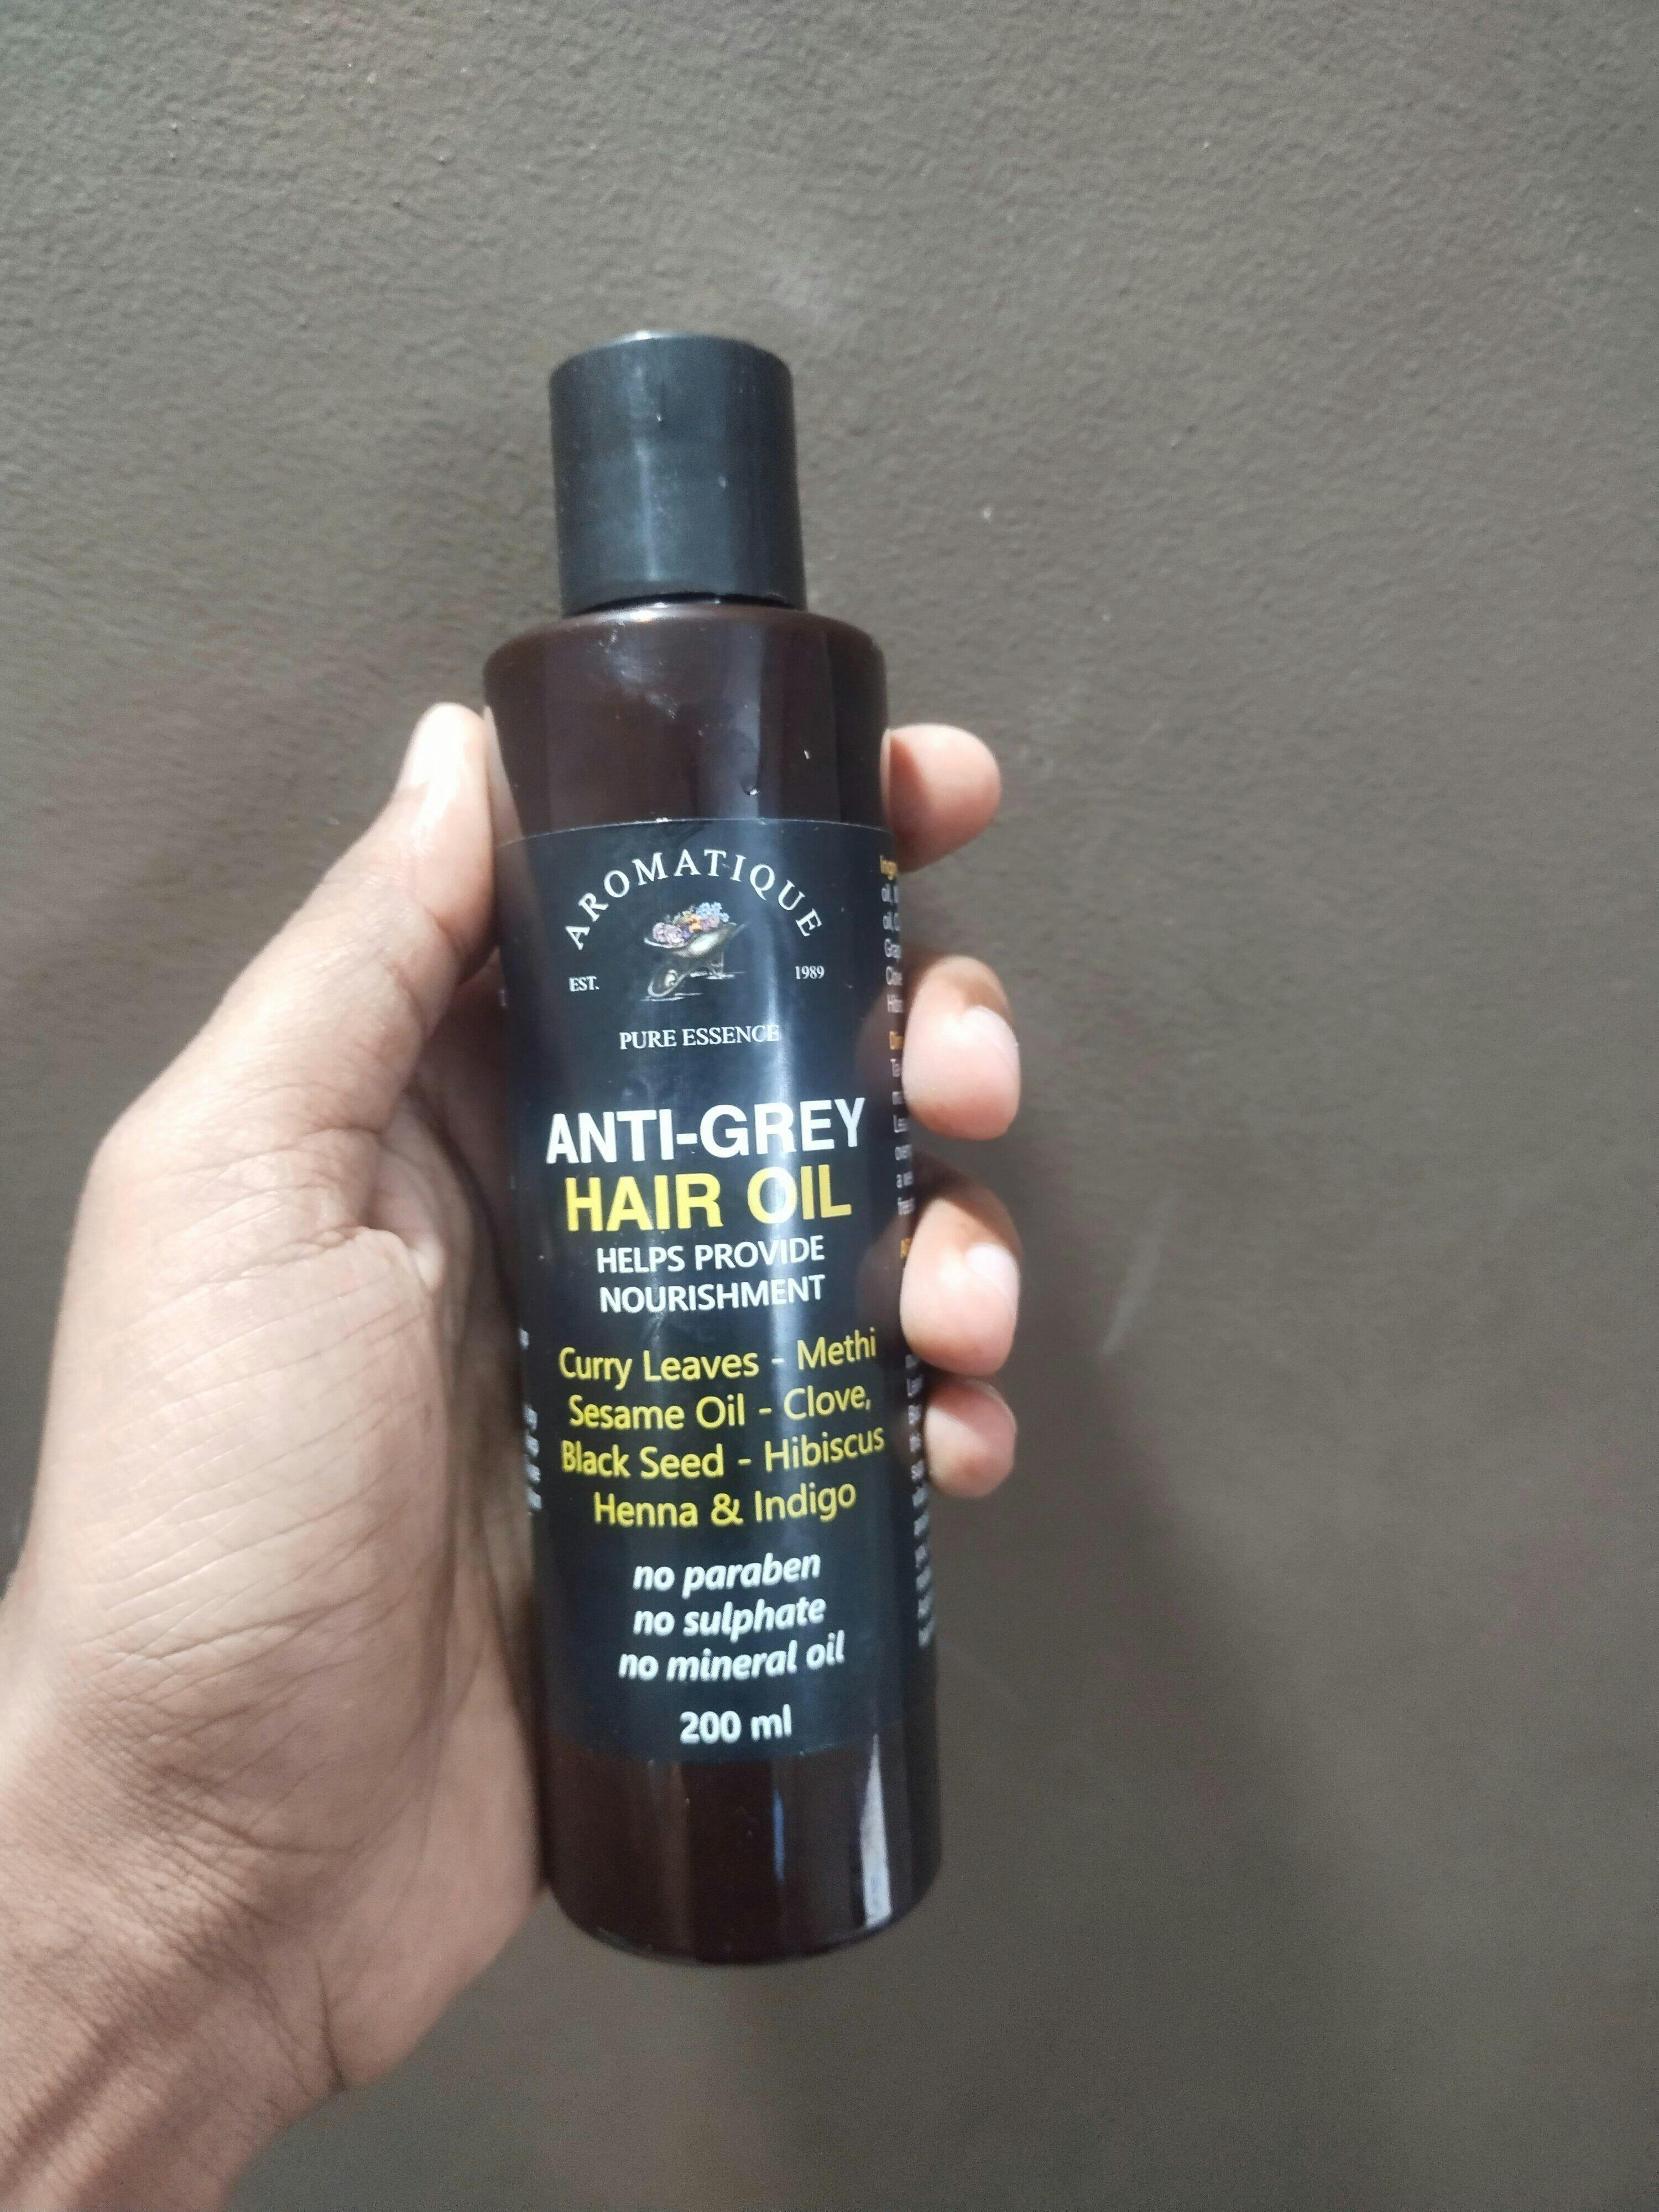 AROMATIQUE
EST. 1989
PURE ESSENCE
ANTI-GREY
HAIR OIL
HELPS PROVIDE
NOURISHMENT
Curry Leaves - Methi
Sesame Oil - Clove,
Black Seed - Hibiscus
Henna & Indigo
no paraben
no sulphate
no mineral oil
200 ml